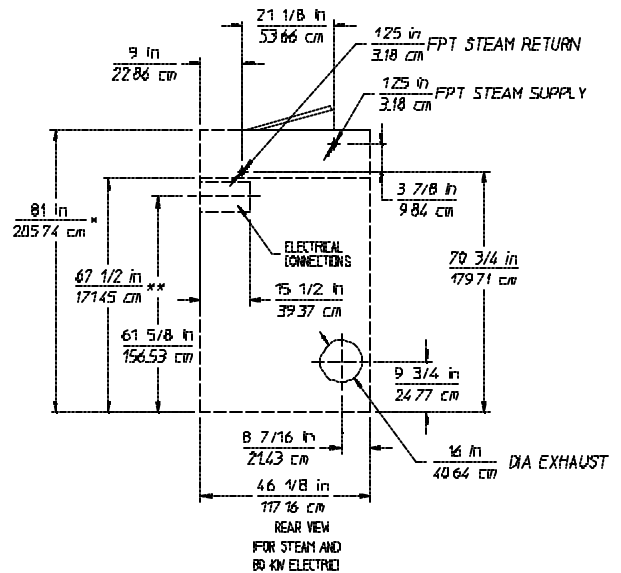 21 1/8 in
53.66 cm
9 in
22.86 cm
1.25 in
3.18 cm
FPT STEAM RETURN
1.25 in
3.18 cm
FPT STEAM SUPPLY
3 7/8 in
9.84 cm
81 in
205.74 cm *
ELECTRICAL
CONNECTIONS
70 3/4 in
179.71 cm
67 1/2 in
171.45 cm **
15 1/2 in
39.37 cm
61 5/8 in
156.53 cm
9 3/4 in
24.77 cm
8 7/16 in
21.43 cm
16 in
40.64 cm
DIA EXHAUST
46 1/8 in
117.16 cm
REAR VIEW
(FOR STEAM AND
80 KW ELECTRIC)